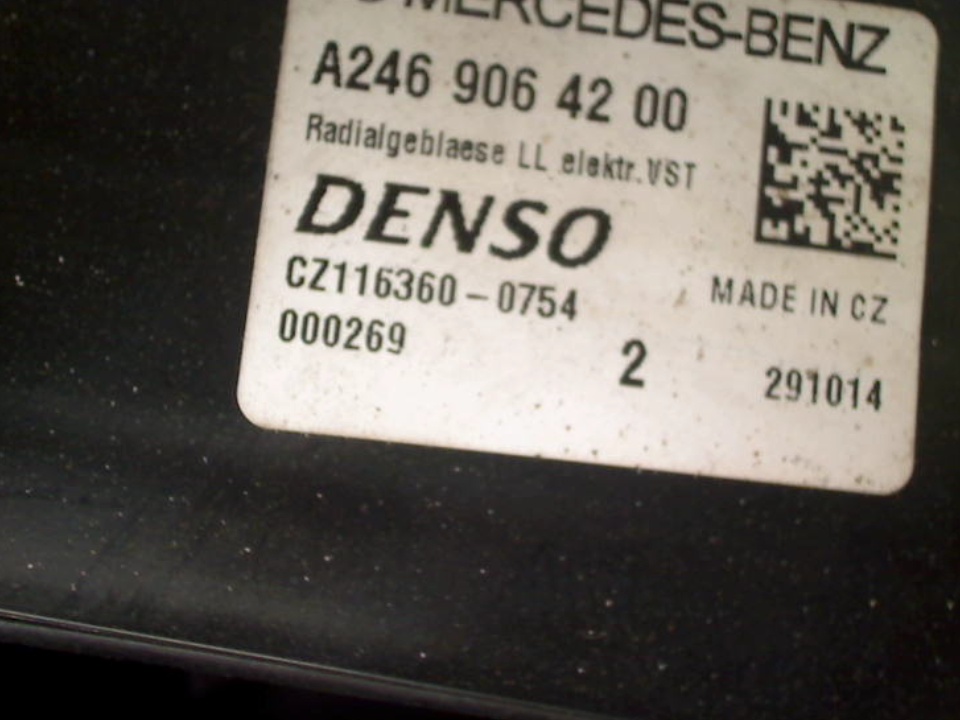 MERCEDES-BENZ
A246 906 42 00
Radialgeblaese LL elektr.VST
DENSO
CZ116360-0754
MADE IN CZ
000269
2
291014